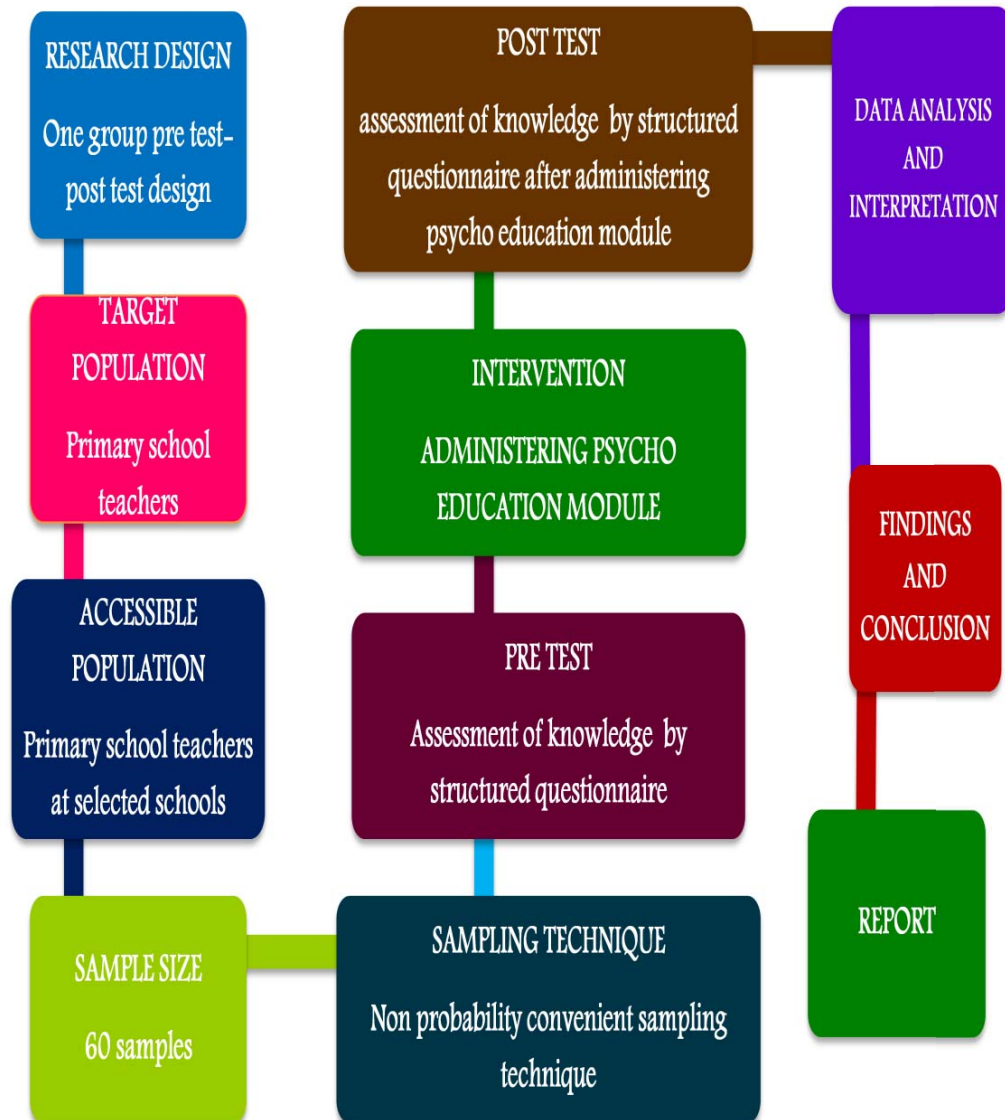 RESEARCH DESIGN
One group pre test-
post test design
TARGET
POPULATION
Primary school
teachers
ACCESSIBLE
POPULATION
Primary school teachers
at selected schools
SAMPLE SIZE
60 samples
SAMPLING TECHNIQUE
Non probability convenient sampling
technique
PRE TEST
Assessment of knowledge by
structured questionnaire
INTERVENTION
ADMINISTERING PSYCHO
EDUCATION MODULE
POST TEST
assessment of knowledge by structured
questionnaire after administering
psycho education module
DATA ANALYSIS
AND
INTERPRETATION
FINDINGS
AND
CONCLUSION
REPORT